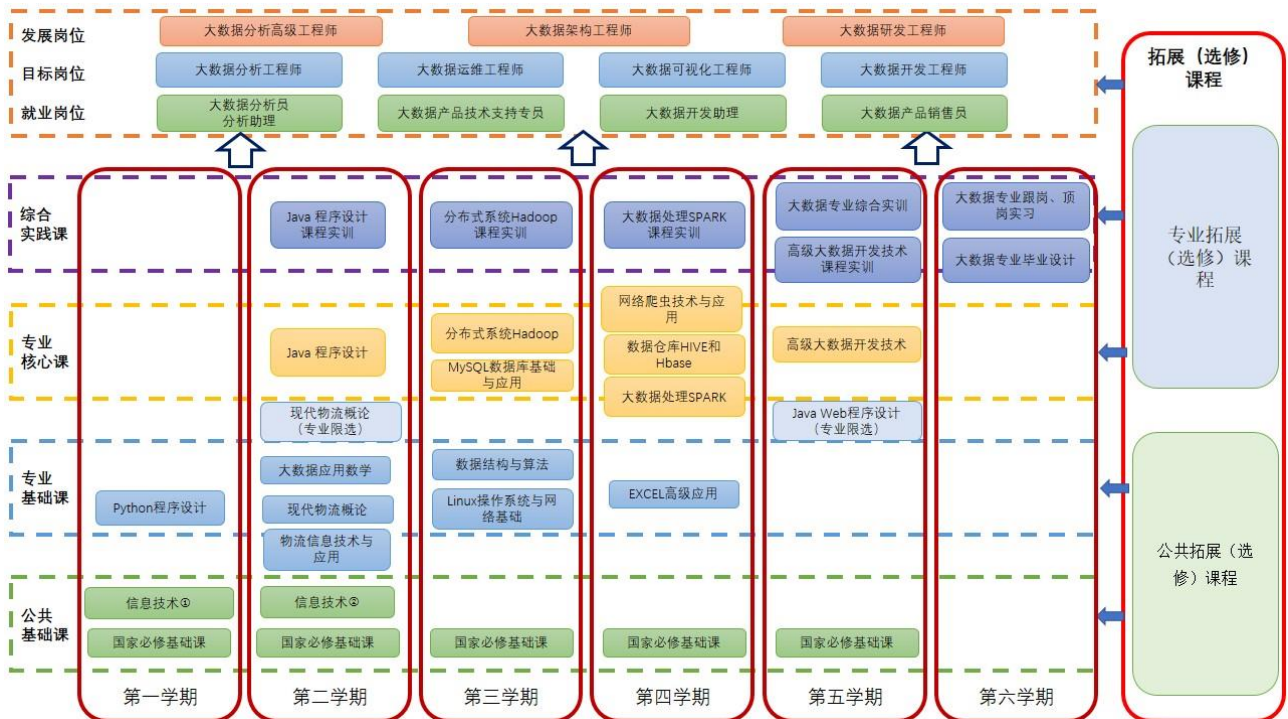 发展岗位
大数据分析高级工程师
大数据架构工程师
大数据研发工程师
目标岗位
大数据分析工程师
大数据运维工程师
大数据可视化工程师
大数据开发工程师
就业岗位
大数据分析员
分析助理
大数据产品技术支持专员
大数据开发助理
大数据产品销售员
拓展（选修）
课程
专业拓展
（选修）课
程
公共拓展（选
修）课程
综合
实践课
Java 程序设计
课程实训
分布式系统Hadoop
课程实训
大数据处理SPARK
课程实训
大数据专业综合实训
高级大数据开发技术
课程实训
大数据专业跟岗、顶
岗实习
大数据专业毕业设计
专业
核心课
Java 程序设计
分布式系统Hadoop
MySQL数据库基础
与应用
网络爬虫技术与应
用
数据仓库HIVE和
Hbase
大数据处理SPARK
高级大数据开发技术
现代物流概论
（专业限选）
Java Web程序设计
（专业限选）
专业
基础课
Python程序设计
大数据应用数学
现代物流概论
物流信息技术与
应用
数据结构与算法
Linux操作系统与网
络基础
EXCEL高级应用
公共
基础课
信息技术①
国家必修基础课
信息技术②
国家必修基础课
国家必修基础课
国家必修基础课
国家必修基础课
第一学期
第二学期
第三学期
第四学期
第五学期
第六学期